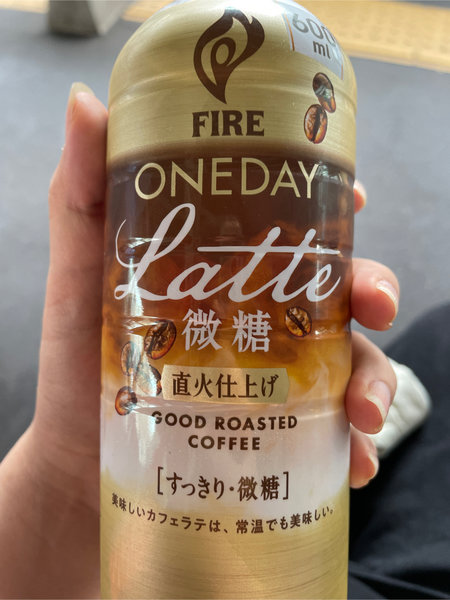 600
ml
FIRE
ONEDAY
Latte
微糖
直火仕上げ
GOOD ROASTED
COFFEE
[すっきり・微糖]
美味しいカフェラテは、常温でも美味しい。